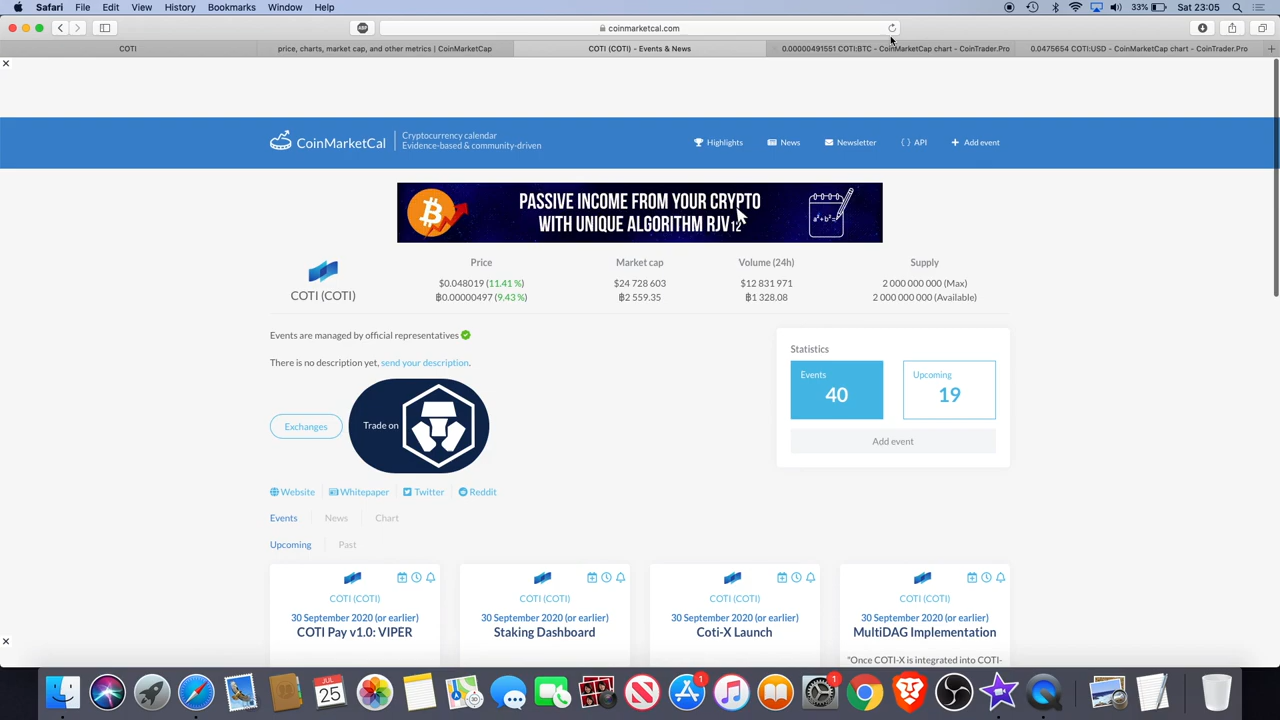 Safari File Edit View History Bookmarks Window Help 33% Sat 23:05
coinmarketcal.com
COTI price, charts, market cap, and other metrics | CoinMarketCap COTI (COTI) - Events & News 0.00000491551 COTI:BTC - CoinMarketCap chart - CoinTrader.Pro 0.0475654 COTI:USD - CoinMarketCap chart - CoinTrader.Pro
CoinMarketCal
Cryptocurrency calendar
Evidence-based & community-driven
Highlights News Newsletter API Add event
PASSIVE INCOME FROM YOUR CRYPTO
WITH UNIQUE ALGORITHM RJV12
a²+b²=
COTI (COTI)
Price Market cap Volume (24h) Supply
$0.048019 (11.41 %) $24 728 603 $12 831 971 2 000 000 000 (Max)
฿0.00000497 (9.43 %) ฿2 559.35 ฿1 328.08 2 000 000 000 (Available)
Events are managed by official representatives
There is no description yet, send your description.
Exchanges Trade on
Statistics
Events Upcoming
40 19
Add event
Website Whitepaper Twitter Reddit
Events News Chart
Upcoming Past
COTI (COTI) COTI (COTI) COTI (COTI) COTI (COTI)
30 September 2020 (or earlier) 30 September 2020 (or earlier) 30 September 2020 (or earlier) 30 September 2020 (or earlier)
COTI Pay v1.0: VIPER Staking Dashboard Coti-X Launch MultiDAG Implementation
"Once COTI-X is integrated into COTI-
JUL
25
1
1